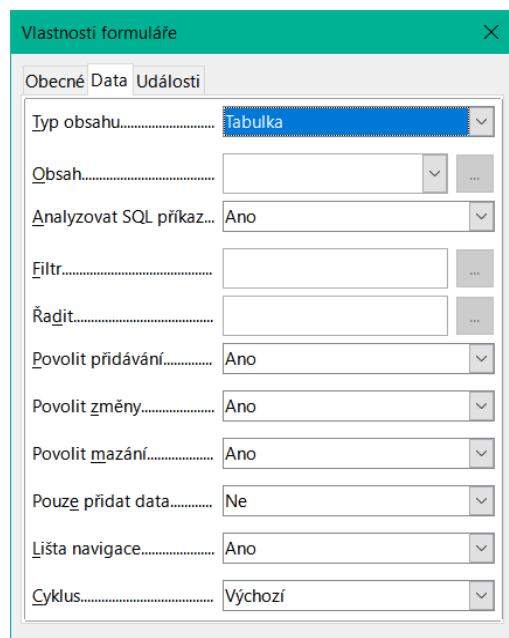 Vlastnosti formuláře
Obecné Data Události
Typ obsahu........................... Tabulka
Obsah...................................... ...
Analyzovat SQL příkaz... Ano
Filtr........................................... ...
Řadit........................................ ...
Povolit přidávání.............. Ano
Povolit změny..................... Ano
Povolit mazání................... Ano
Pouze přidat data............ Ne
Lišta navigace..................... Ano
Cyklus...................................... Výchozí